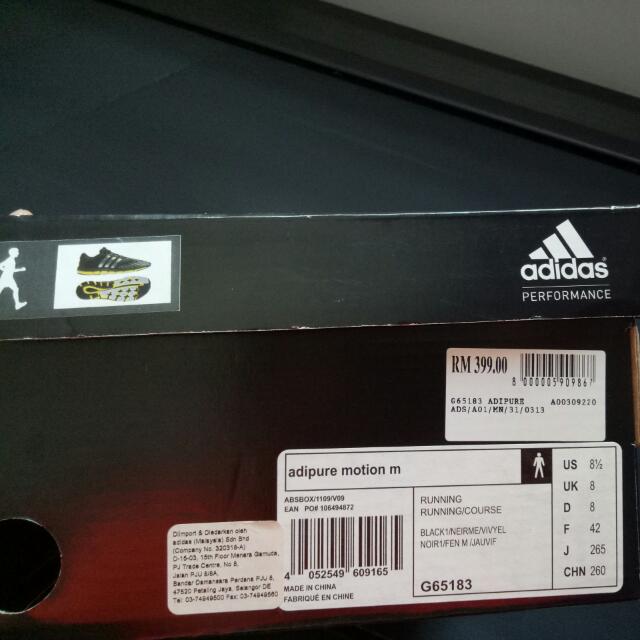 adidas
PERFORMANCE
RM 399.00
8 000005 909867
G65183 ADIPURE A00309220
ADS/A01/MN/31/0313
adipure motion m
ABSBOX/1109/V09
EAN PO# 106494872
4 052549 609165
MADE IN CHINA
FABRIQUÉ EN CHINE
RUNNING
RUNNING/COURSE
BLACK1/NEIRME/VIVYEL
NOIR1/FEN M /JAUVIF
G65183
US 8½
UK 8
D 8
F 42
J 265
CHN 260
Diimport & Diedarkan oleh
adidas (Malaysia) Sdn Bhd
(Company No. 320318-A)
D-15-03, 15th Floor Menara Gamuda,
PJ Trade Centre, No 8,
Jalan PJU 8/8A,
Bandar Damansara Perdana PJU 8,
47820 Petaling Jaya, Selangor DE
Tel: 03-74949500 Fax: 03-74949560